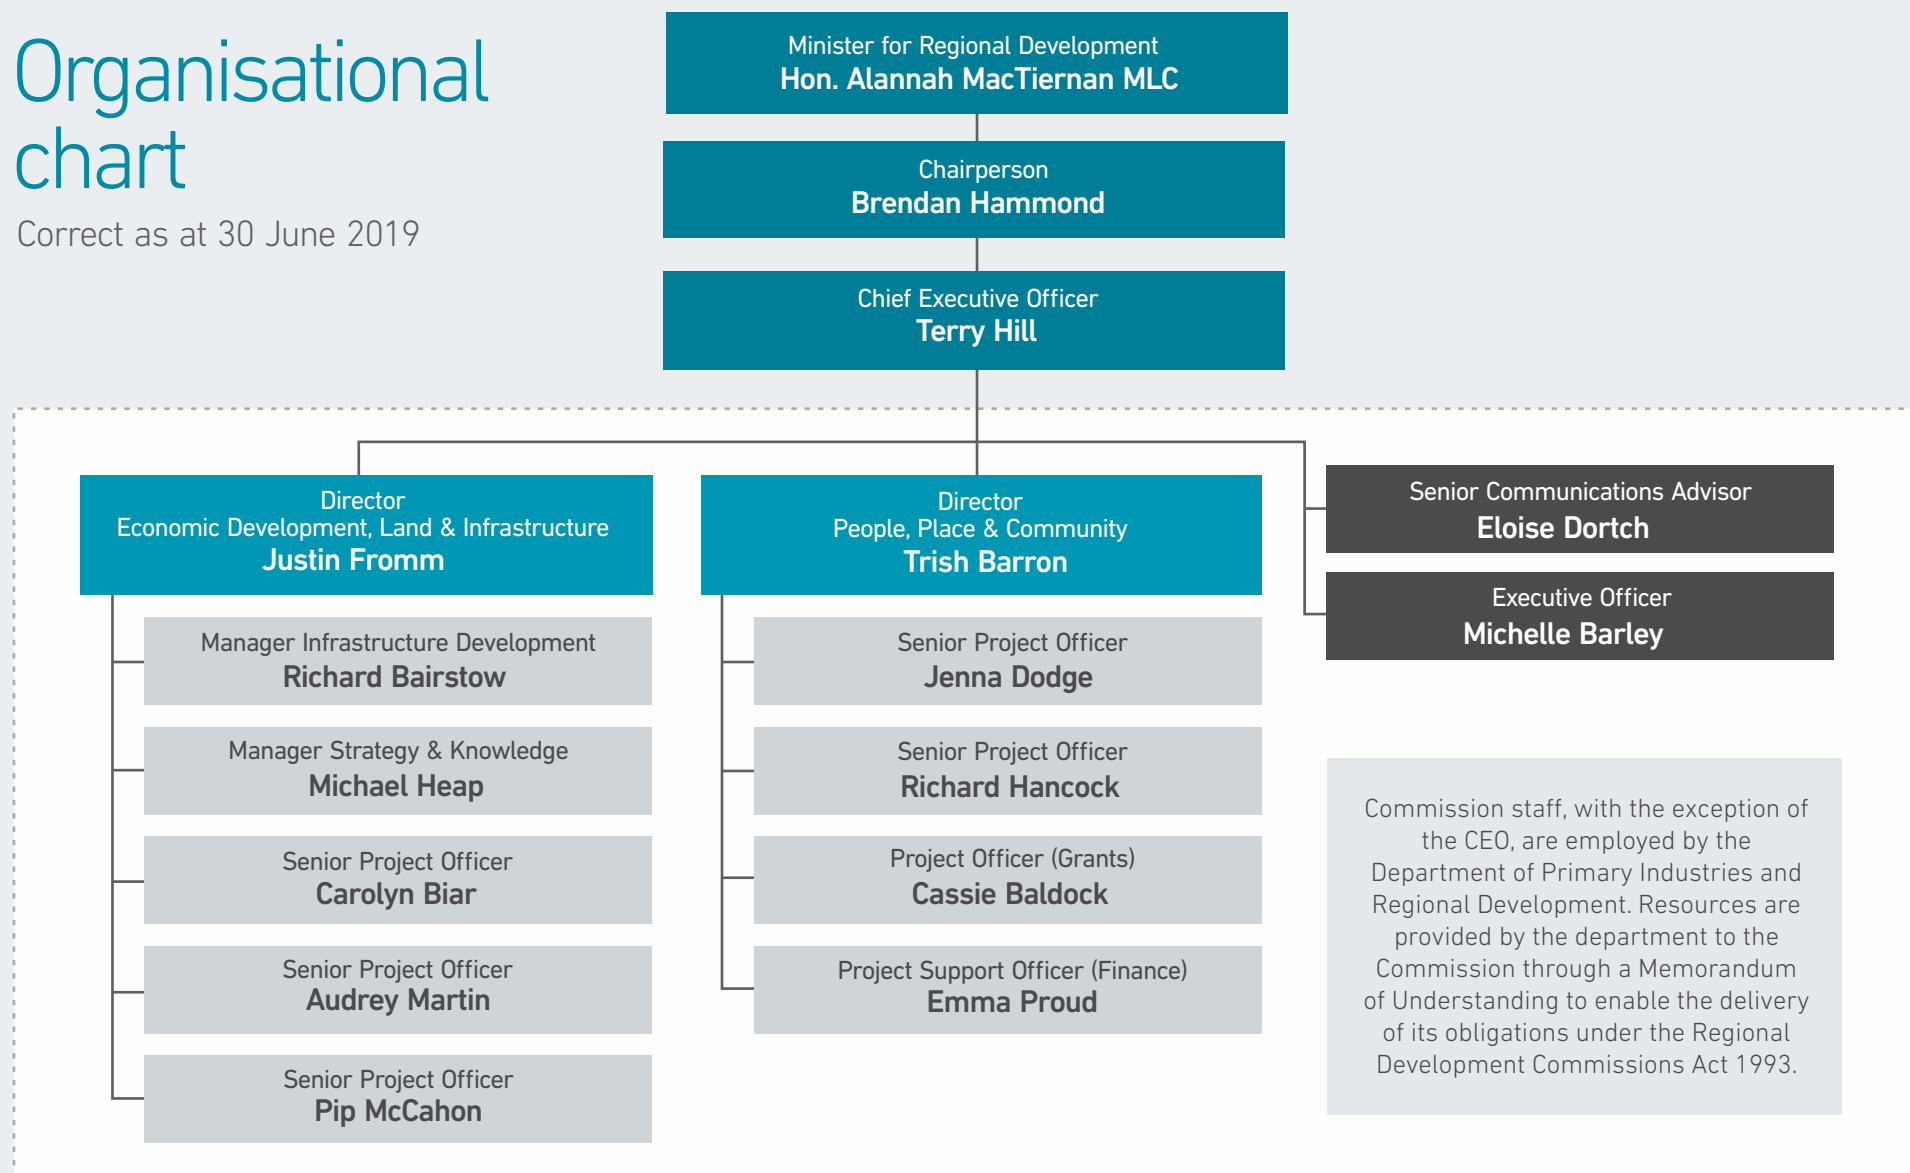 Organisational
chart
Correct as at 30 June 2019
Minister for Regional Development
Hon. Alannah MacTiernan MLC
Chairperson
Brendan Hammond
Chief Executive Officer
Terry Hill
Director
Economic Development, Land & Infrastructure
Justin Fromm
Manager Infrastructure Development
Richard Bairstow
Manager Strategy & Knowledge
Michael Heap
Senior Project Officer
Carolyn Biar
Senior Project Officer
Audrey Martin
Senior Project Officer
Pip McCahon
Director
People, Place & Community
Trish Barron
Senior Project Officer
Jenna Dodge
Senior Project Officer
Richard Hancock
Project Officer (Grants)
Cassie Baldock
Project Support Officer (Finance)
Emma Proud
Senior Communications Advisor
Eloise Dortch
Executive Officer
Michelle Barley
Commission staff, with the exception of
the CEO, are employed by the
Department of Primary Industries and
Regional Development. Resources are
provided by the department to the
Commission through a Memorandum
of Understanding to enable the delivery
of its obligations under the Regional
Development Commissions Act 1993.